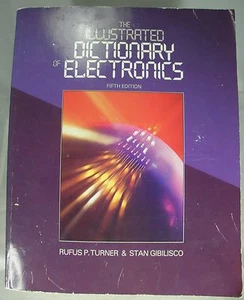 THE
ILLUSTRATED
DICTIONARY
OF ELECTRONICS
FIFTH EDITION
RUFUS P. TURNER & STAN GIBILISCO